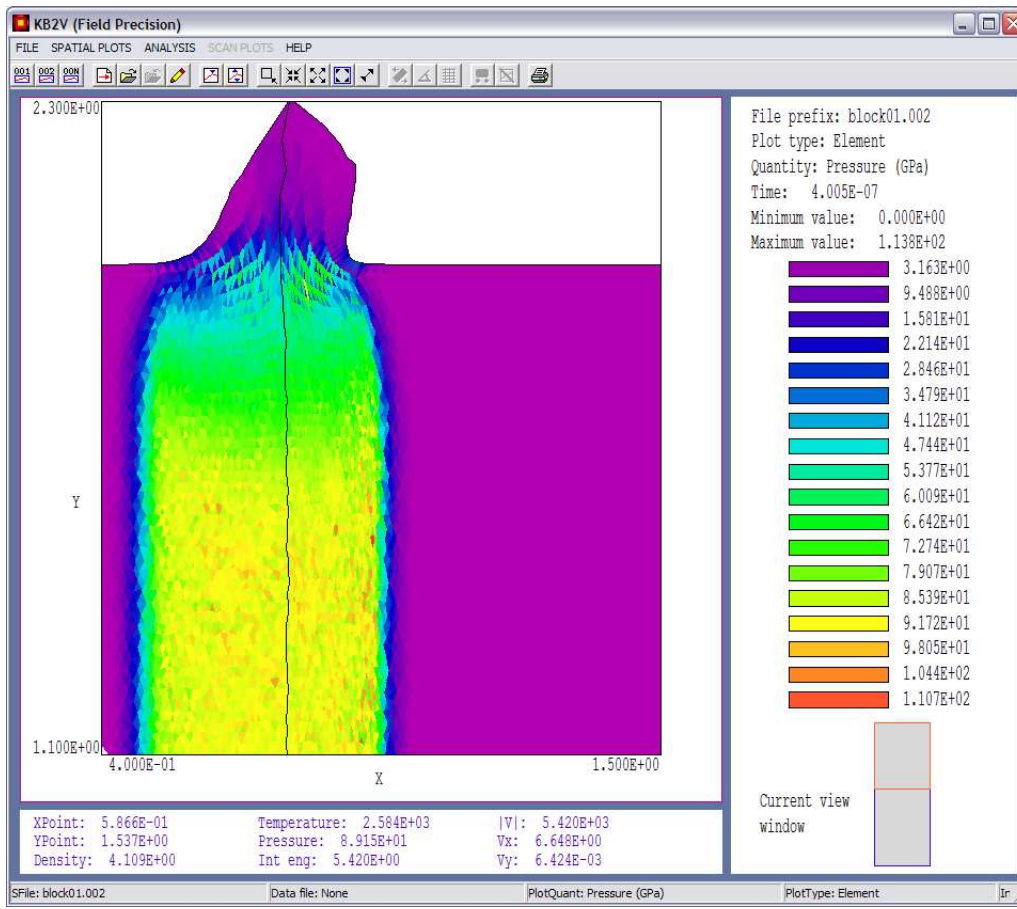 KB2V (Field Precision)
FILE SPATIAL PLOTS ANALYSIS SCAN PLOTS HELP
001 002 00N
2.300E+00
Y
1.100E+00
4.000E-01
X
1.500E+00
File prefix: block01.002
Plot type: Element
Quantity: Pressure (GPa)
Time: 4.005E-07
Minimum value: 0.000E+00
Maximum value: 1.138E+02
3.163E+00
9.488E+00
1.581E+01
2.214E+01
2.846E+01
3.479E+01
4.112E+01
4.744E+01
5.377E+01
6.009E+01
6.642E+01
7.274E+01
7.907E+01
8.539E+01
9.172E+01
9.805E+01
1.044E+02
1.107E+02
Current view
window
XPoint: 5.866E-01 Temperature: 2.584E+03 |V|: 5.420E+03
YPoint: 1.537E+00 Pressure: 8.915E+01 Vx: 6.648E+00
Density: 4.109E+00 Int eng: 5.420E+00 Vy: 6.424E-03
SFile: block01.002 Data file: None PlotQuant: Pressure (GPa) PlotType: Element